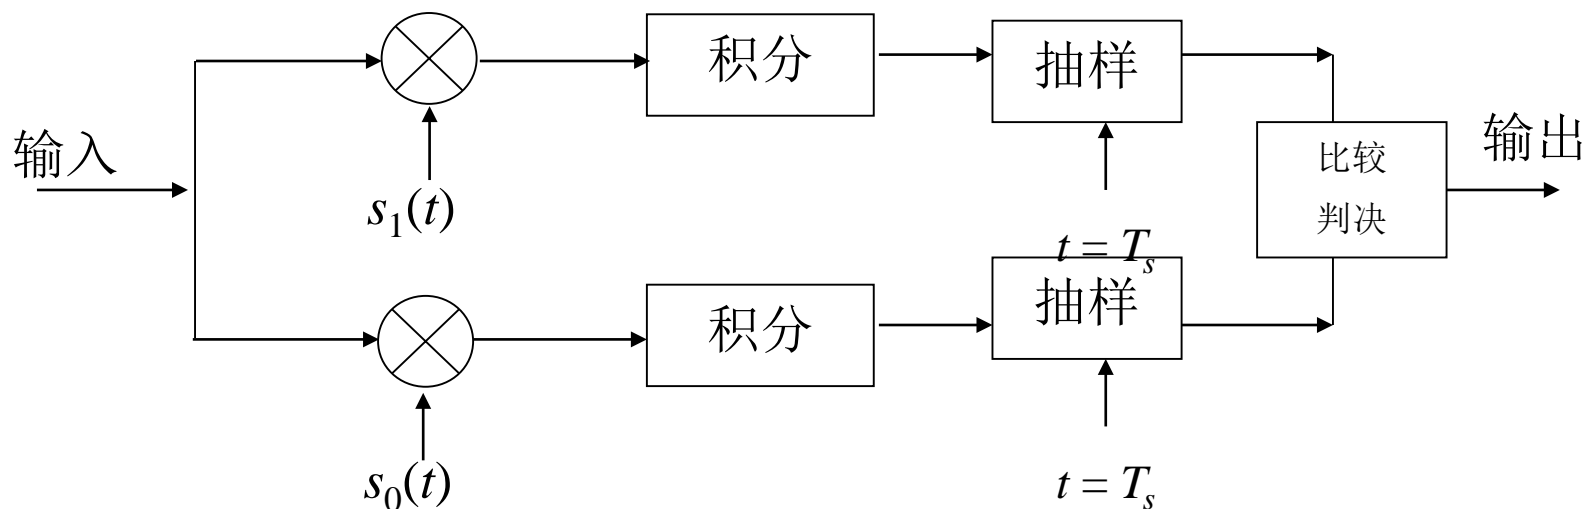 积分
抽样
输入
输出
比较
判决
s₁(t)
t = Tₛ
积分
抽样
s₀(t)
t = Tₛ